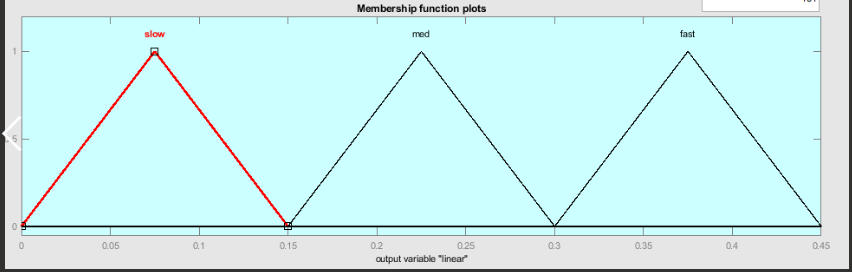 Membership function plots
slow med fast
1
0.5
0
0 0.05 0.1 0.15 0.2 0.25 0.3 0.35 0.4 0.45
output variable "linear"